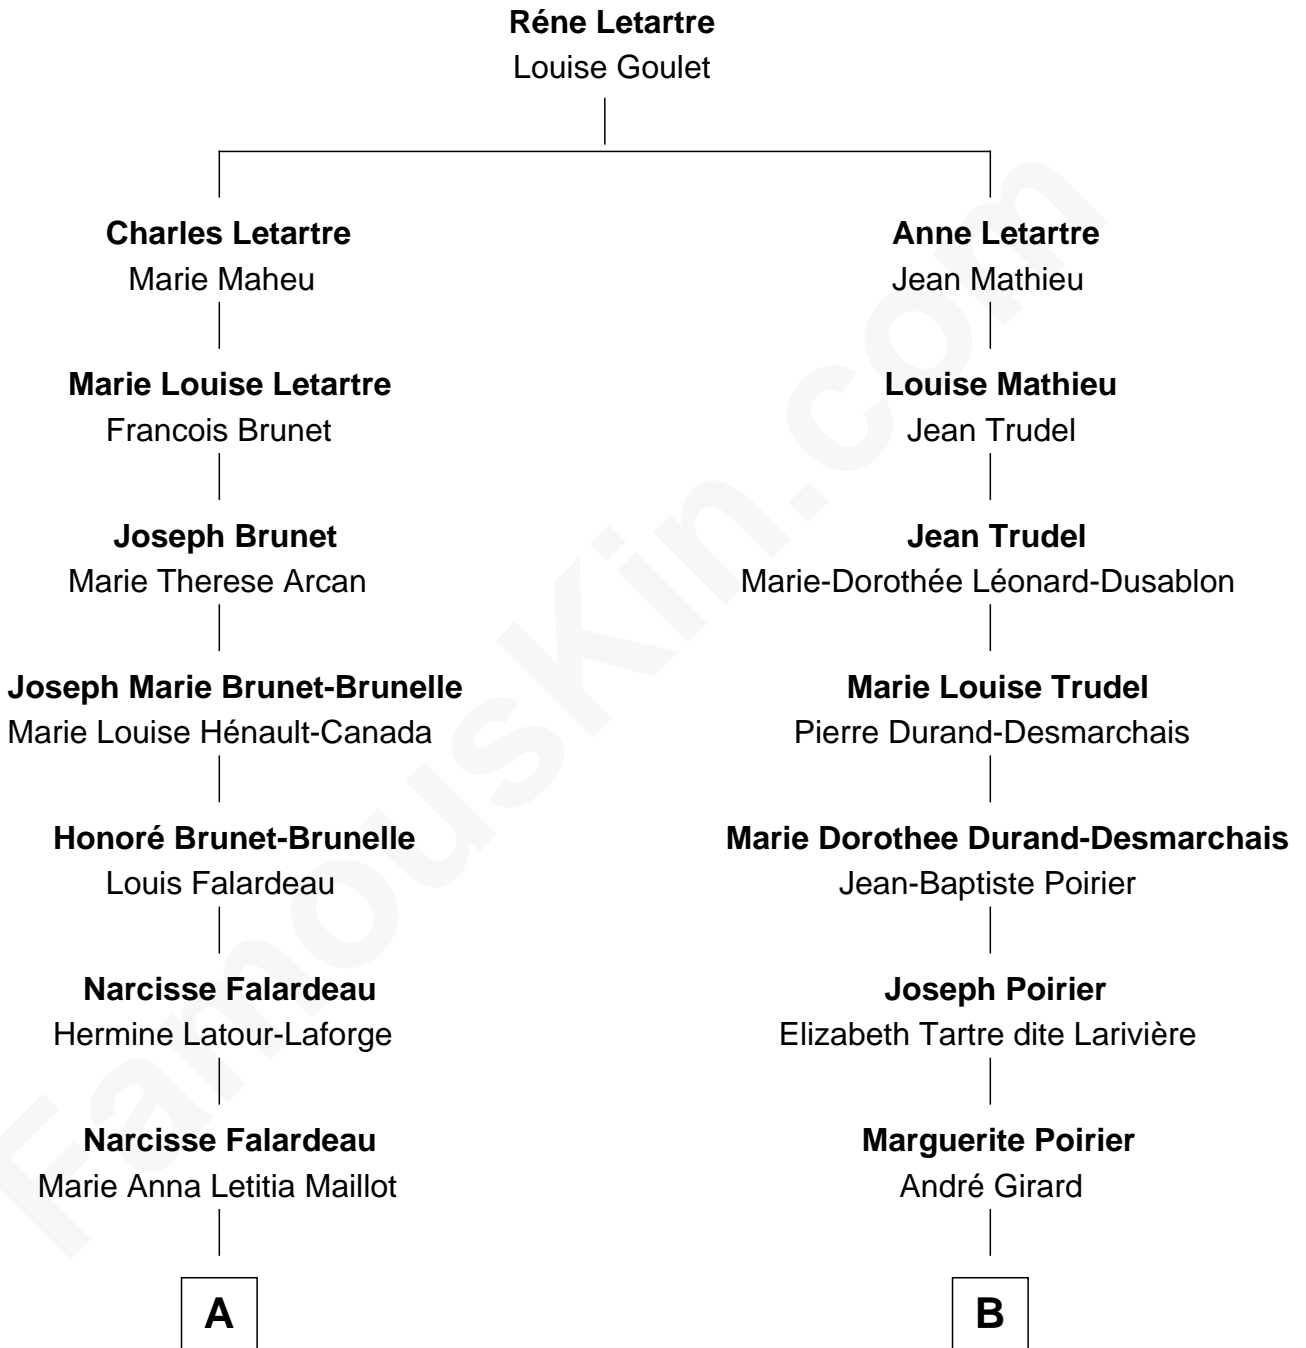 Réne Letartre
Louise Goulet
Charles Letartre
Marie Maheu
Anne Letartre
Jean Mathieu
Marie Louise Letartre
Francois Brunet
Louise Mathieu
Jean Trudel
Joseph Brunet
Marie Therese Arcan
Jean Trudel
Marie-Dorothée Léonard-Dusablon
Joseph Marie Brunet-Brunelle
Marie Louise Hénault-Canada
Marie Louise Trudel
Pierre Durand-Desmarchais
Honoré Brunet-Brunelle
Louis Falardeau
Marie Dorothee Durand-Desmarchais
Jean-Baptiste Poirier
Narcisse Falardeau
Hermine Latour-Laforge
Joseph Poirier
Elizabeth Tartre dite Larivière
Narcisse Falardeau
Marie Anna Letitia Maillot
Marguerite Poirier
André Girard
A
B
FamousKin.com